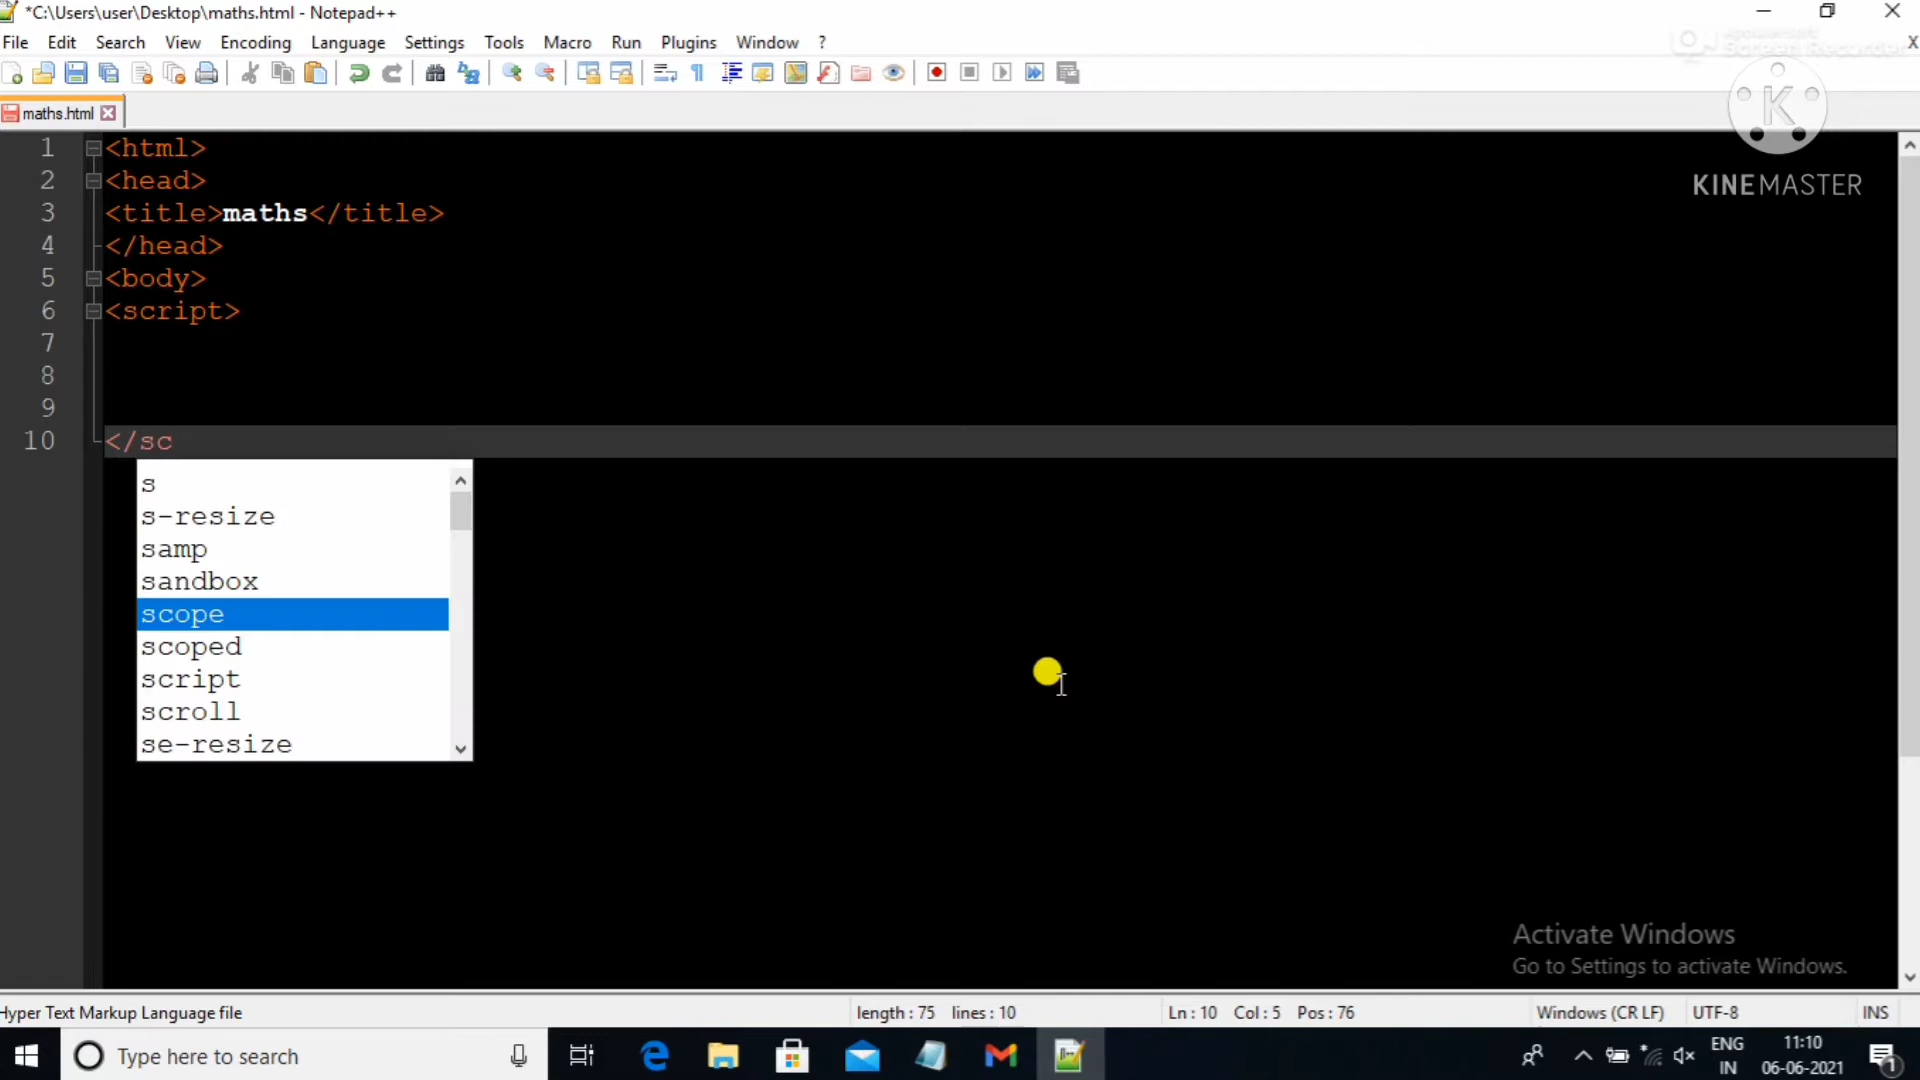 *C:\Users\user\Desktop\maths.html - Notepad++
File Edit Search View Encoding Language Settings Tools Macro Run Plugins Window ?
X
Screen Recorder
maths.html
K
KINEMASTER
1 <html>
2 <head>
3 <title>maths</title>
4 </head>
5 <body>
6 <script>
7
8
9
10 </sc
s
s-resize
samp
sandbox
scope
scoped
script
scroll
se-resize
Activate Windows
Go to Settings to activate Windows.
Hyper Text Markup Language file length : 75 lines : 10 Ln : 10 Col : 5 Pos : 76 Windows (CR LF) UTF-8 INS
Type here to search
ENG
IN
11:10
06-06-2021
1